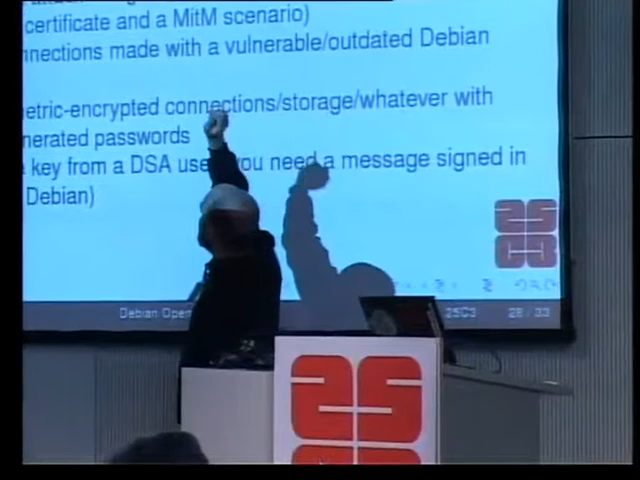 certificate and a MitM scenario)
nnections made with a vulnerable/outdated Debian
etric-encrypted connections/storage/whatever with
nerated passwords
key from a DSA use you need a message signed in
Debian)
25
C3
Debian Open 25C3 28 / 33
25